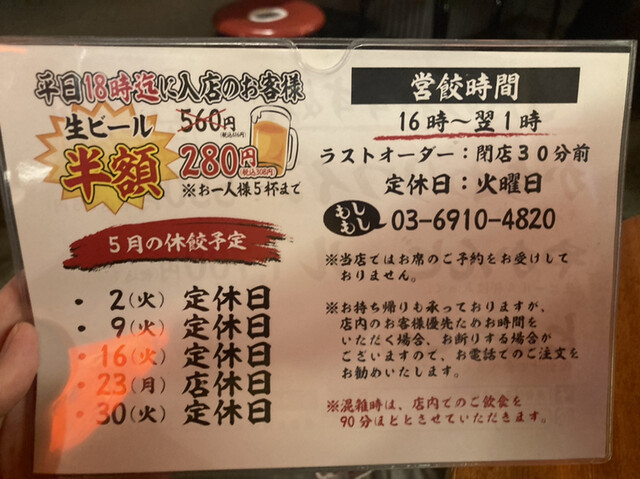 平日18時迄に入店のお客様
生ビール
半額
560円
(税込616円)
280円
(税込308円)
※お一人様5杯まで
5月の休餃予定
・ 2(火) 定休日
・ 9(火) 定休日
・ 16(火) 定休日
・ 23(月) 店休日
・ 30(火) 定休日
営餃時間
16時～翌1時
ラストオーダー：閉店30分前
定休日：火曜日
もしもし 03-6910-4820
※当店ではお席のご予約をお受けして
おりません。
※お持ち帰りも承っておりますが、
店内のお客様優先ためお時間を
いただく場合、お断りする場合が
ございますので、お電話でのご注文を
お勧めいたします。
※混雑時は、店内でのご飲食を
90分ほどとさせていただきます。